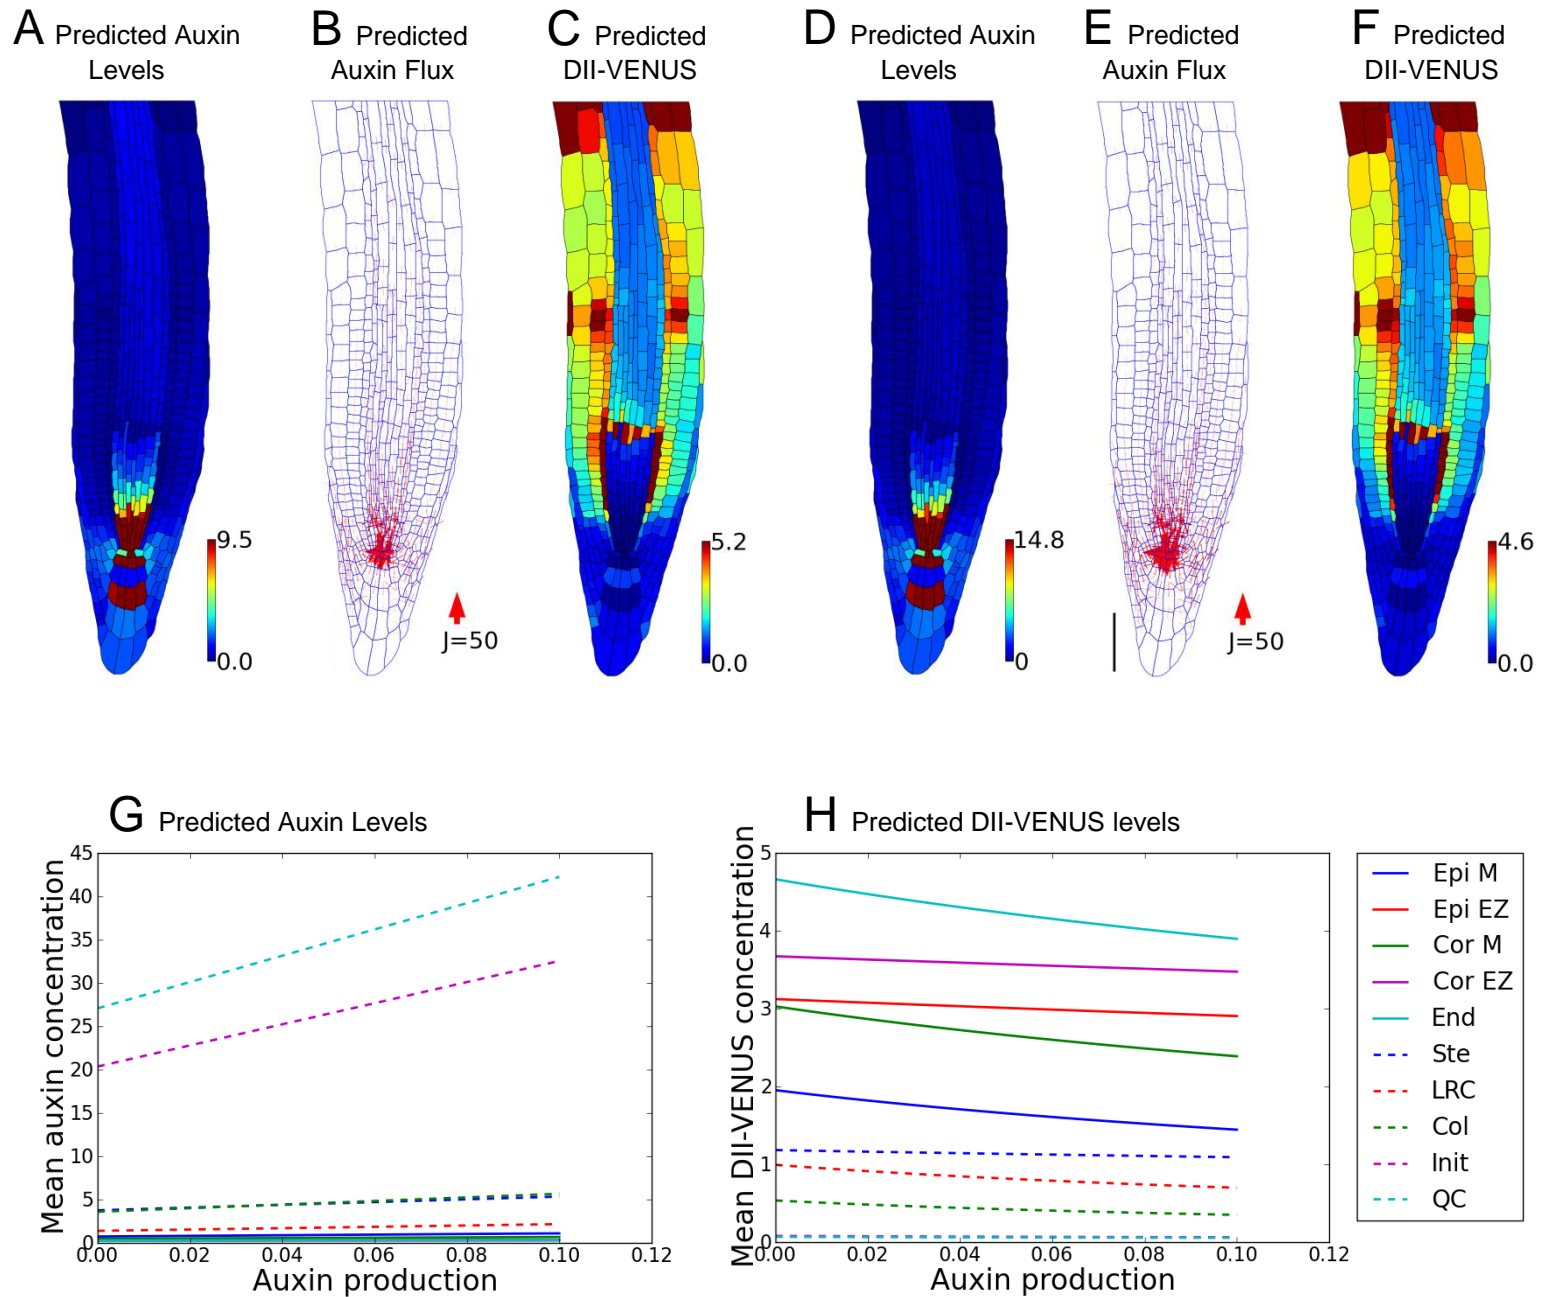 A Predicted Auxin
Levels
B Predicted
Auxin Flux
C Predicted
DII-VENUS
D Predicted Auxin
Levels
E Predicted
Auxin Flux
F Predicted
DII-VENUS
9.5
0.0
J=50
5.2
0.0
14.8
0
J=50
4.6
0.0
G Predicted Auxin Levels
Mean auxin concentration
45
40
35
30
25
20
15
10
5
0
0.00 0.02 0.04 0.06 0.08 0.10 0.12
Auxin production
H Predicted DII-VENUS levels
Mean DII-VENUS concentration
5
4
3
2
1
0
0.00 0.02 0.04 0.06 0.08 0.10 0.12
Auxin production
Epi M
Epi EZ
Cor M
Cor EZ
End
Ste
LRC
Col
Init
QC